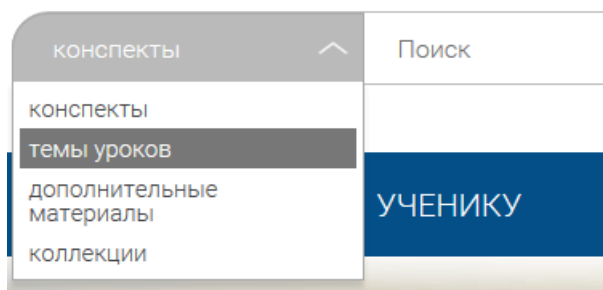 конспекты
Поиск
конспекты
темы уроков
дополнительные
материалы
УЧЕНИКУ
коллекции